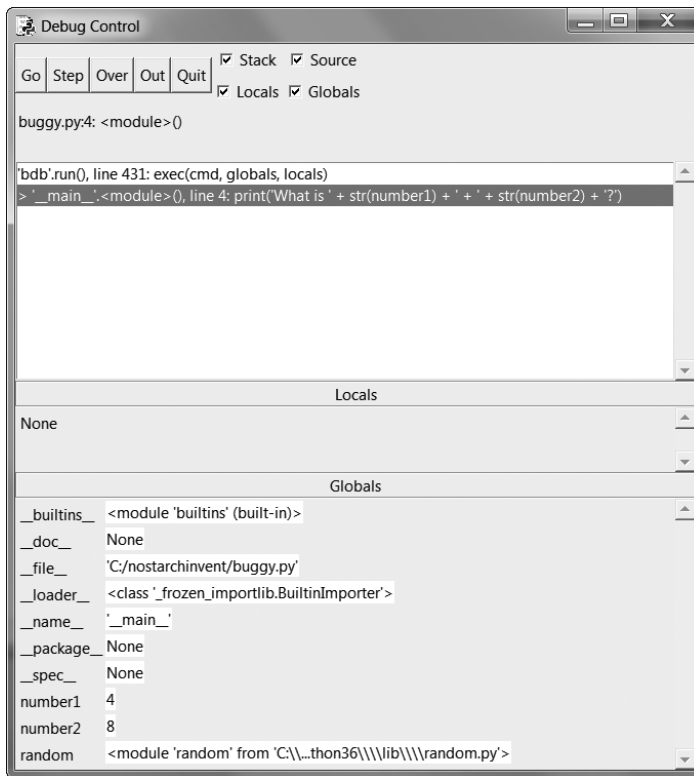 Debug Control
Go Step Over Out Quit Stack Source
Locals Globals
buggy.py:4: <module>()
'bdb'.run(), line 431: exec(cmd, globals, locals)
> '__main__'.<module>(), line 4: print('What is ' + str(number1) + ' + ' + str(number2) + '?')
Locals
None
Globals
__builtins__ <module 'builtins' (built-in)>
__doc__ None
__file__ 'C:/nostarchinvent/buggy.py'
__loader__ <class '_frozen_importlib.BuiltinImporter'>
__name__ '__main__'
__package__ None
__spec__ None
number1 4
number2 8
random <module 'random' from 'C:\\...thon36\\\\lib\\\\random.py'>